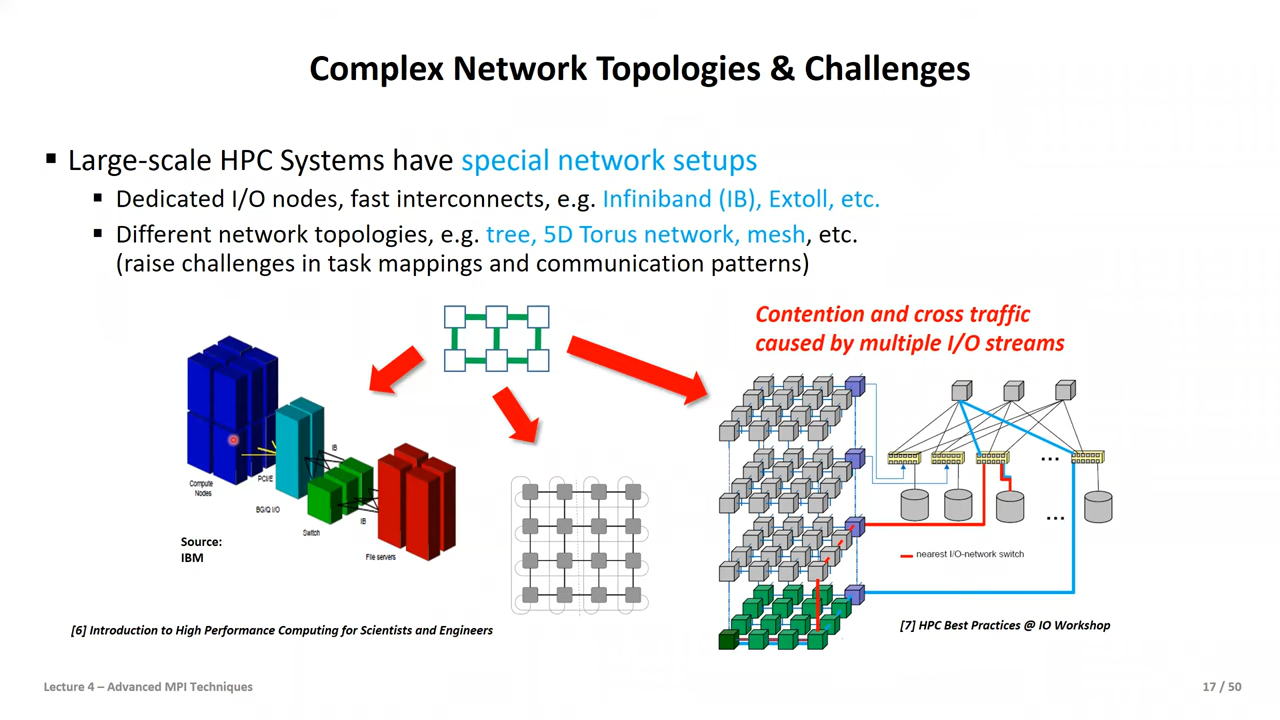 Complex Network Topologies & Challenges
Large-scale HPC Systems have special network setups
Dedicated I/O nodes, fast interconnects, e.g. Infiniband (IB), Extoll, etc.
Different network topologies, e.g. tree, 5D Torus network, mesh, etc.
(raise challenges in task mappings and communication patterns)
Contention and cross traffic
caused by multiple I/O streams
Compute
Nodes
PCI/E
BG/Q I/O
IB
Switch
IB
File servers
Source:
IBM
...
...
nearest I/O-network switch
[6] Introduction to High Performance Computing for Scientists and Engineers
[7] HPC Best Practices @ IO Workshop
Lecture 4 – Advanced MPI Techniques
17 / 50